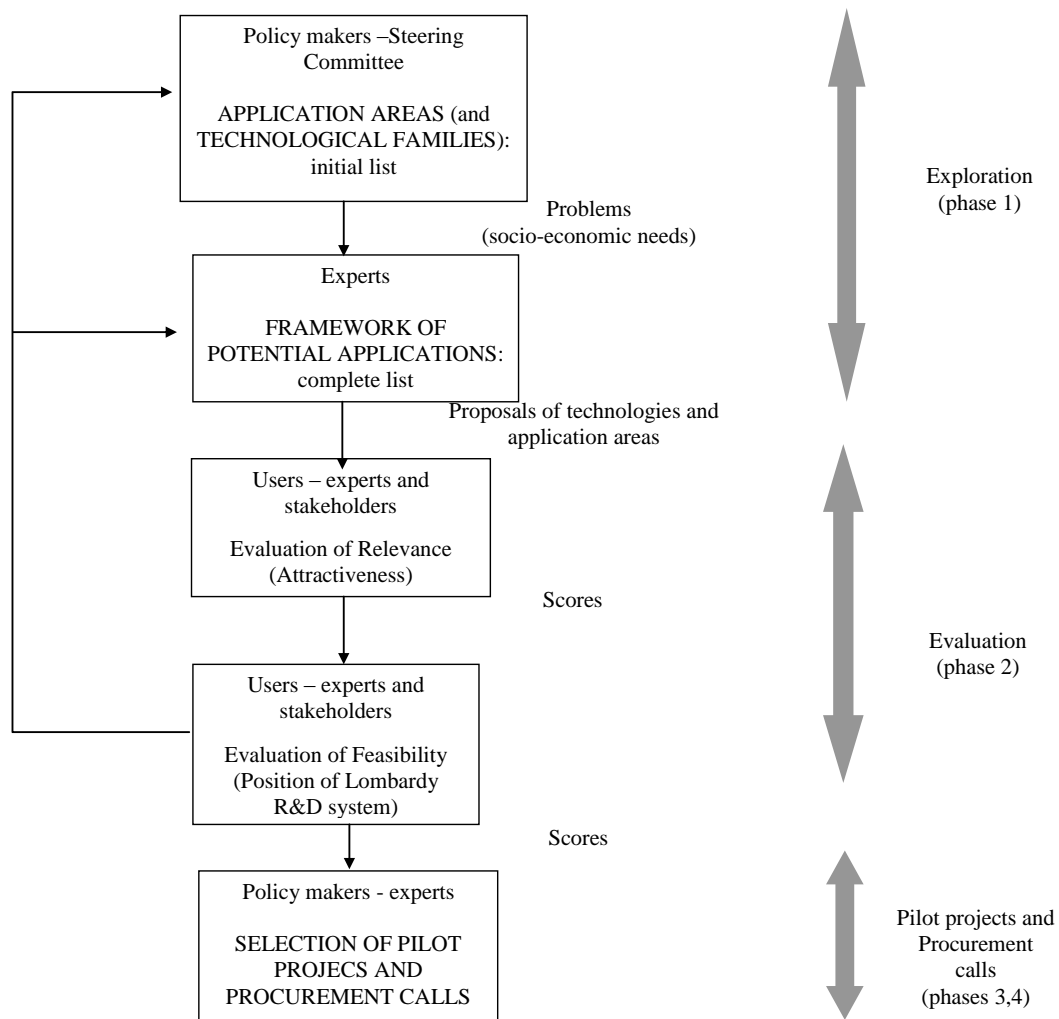 Policy makers –Steering
Committee
APPLICATION AREAS (and
TECHNOLOGICAL FAMILIES):
initial list
Problems
(socio-economic needs)
Exploration
(phase 1)
Experts
FRAMEWORK OF
POTENTIAL APPLICATIONS:
complete list
Proposals of technologies and
application areas
Users – experts and
stakeholders
Evaluation of Relevance
(Attractiveness)
Scores
Evaluation
(phase 2)
Users – experts and
stakeholders
Evaluation of Feasibility
(Position of Lombardy
R&D system)
Scores
Policy makers - experts
SELECTION OF PILOT
PROJECS AND
PROCUREMENT CALLS
Pilot projects and
Procurement
calls
(phases 3,4)